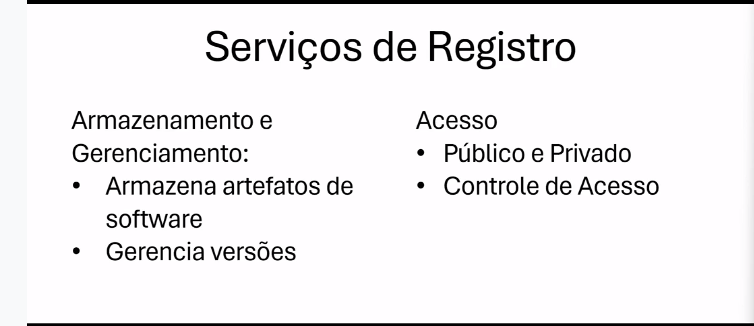 Serviços de Registro
Armazenamento e
Gerenciamento:
• Armazena artefatos de
software
• Gerencia versões
Acesso
• Público e Privado
• Controle de Acesso